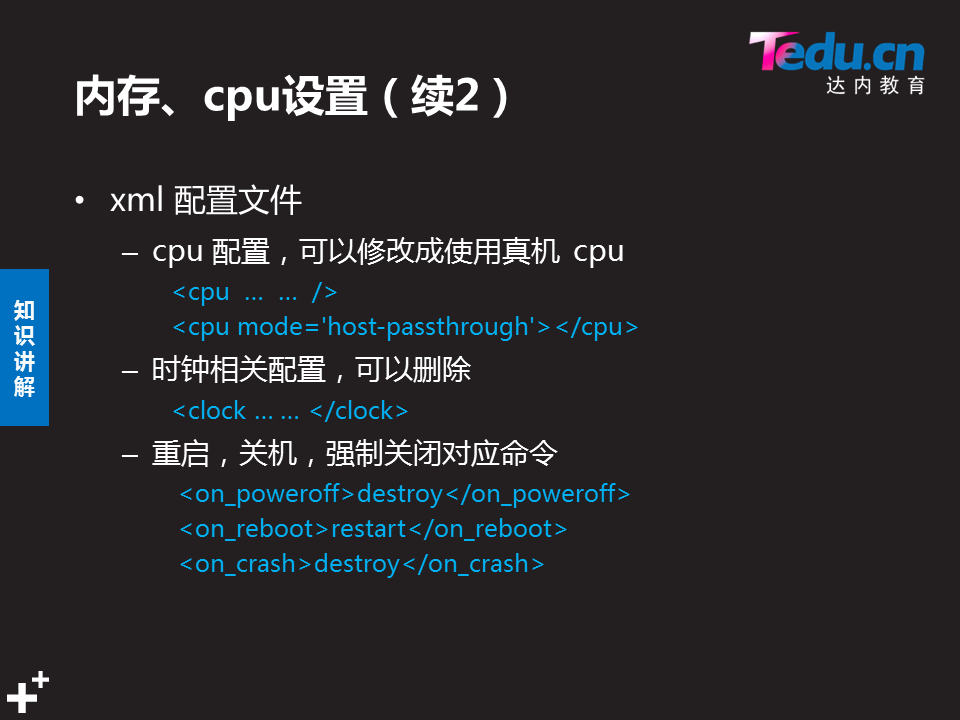 Tedu.cn
达内教育
内存、cpu设置（续2）
• xml 配置文件
– cpu 配置，可以修改成使用真机 cpu
<cpu … … />
<cpu mode='host-passthrough'></cpu>
– 时钟相关配置，可以删除
<clock … … </clock>
– 重启，关机，强制关闭对应命令
<on_poweroff>destroy</on_poweroff>
<on_reboot>restart</on_reboot>
<on_crash>destroy</on_crash>
知识讲解